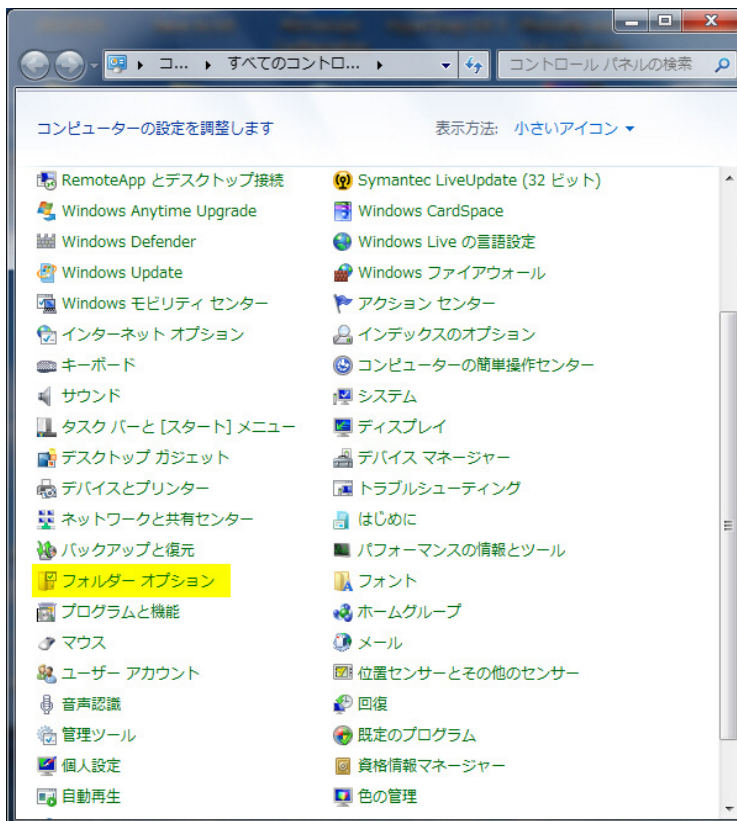 コ... すべてのコントロ... コントロール パネルの検索
コンピューターの設定を調整します
表示方法: 小さいアイコン
RemoteApp とデスクトップ接続
Symantec LiveUpdate (32 ビット)
Windows Anytime Upgrade
Windows CardSpace
Windows Defender
Windows Live の言語設定
Windows Update
Windows ファイアウォール
Windows モビリティ センター
アクション センター
インターネット オプション
インデックスのオプション
キーボード
コンピューターの簡単操作センター
サウンド
システム
タスク バーと [スタート] メニュー
ディスプレイ
デスクトップ ガジェット
デバイス マネージャー
デバイスとプリンター
トラブルシューティング
ネットワークと共有センター
はじめに
バックアップと復元
パフォーマンスの情報とツール
フォルダー オプション
フォント
プログラムと機能
ホームグループ
マウス
メール
ユーザー アカウント
位置センサーとその他のセンサー
音声認識
回復
管理ツール
既定のプログラム
個人設定
資格情報マネージャー
自動再生
色の管理